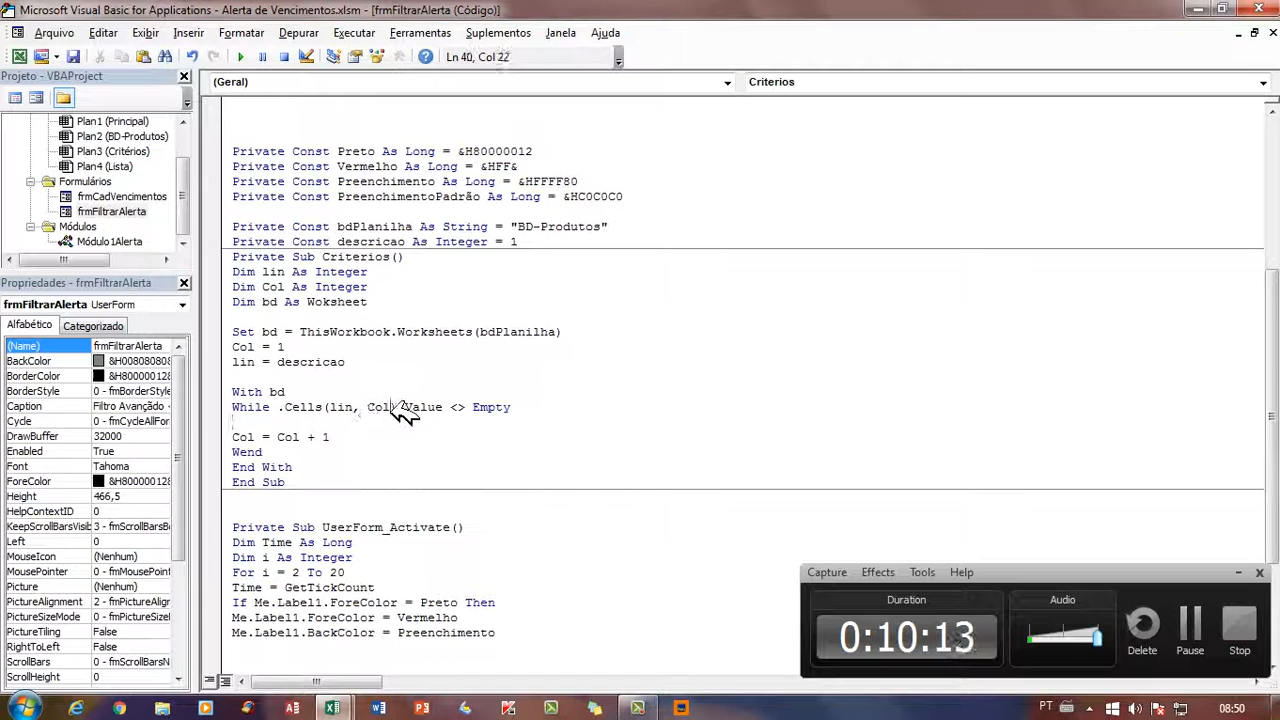 Microsoft Visual Basic for Applications - Alerta de Vencimentos.xlsm - [frmFiltrarAlerta (Código)]
Arquivo Editar Exibir Inserir Formatar Depurar Executar Ferramentas Suplementos Janela Ajuda
Ln 40, Col 22
Projeto - VBAProject
(Geral)
Criterios
Plan1 (Principal)
Plan2 (BD-Produtos)
Plan3 (Critérios)
Plan4 (Lista)
Formulários
frmCadVencimentos
frmFiltrarAlerta
Módulos
Módulo1Alerta
Propriedades - frmFiltrarAlerta
frmFiltrarAlerta UserForm
Alfabético Categorizado
(Name) frmFiltrarAlerta
BackColor &H008080808
BorderColor &H800000128
BorderStyle 0 - fmBorderStyl
Caption Filtro Avançado -
Cycle 0 - fmCycleAllFor
DrawBuffer 32000
Enabled True
Font Tahoma
ForeColor &H800000128
Height 466,5
HelpContextID 0
KeepScrollBarsVisib 3 - fmScrollBarsB
Left 0
MouseIcon (Nenhum)
MousePointer 0 - fmMousePoint
Picture (Nenhum)
PictureAlignment 2 - fmPictureAlign
PictureSizeMode 0 - fmPictureSize
PictureTiling False
RightToLeft False
ScrollBars 0 - fmScrollBarsN
ScrollHeight 0
Private Const Preto As Long = &H80000012
Private Const Vermelho As Long = &HFF&
Private Const Preenchimento As Long = &HFFFF80
Private Const PreenchimentoPadrão As Long = &HC0C0C0
Private Const bdPlanilha As String = "BD-Produtos"
Private Const descricao As Integer = 1
Private Sub Criterios()
Dim lin As Integer
Dim Col As Integer
Dim bd As Woksheet
Set bd = ThisWorkbook.Worksheets(bdPlanilha)
Col = 1
lin = descricao
With bd
While .Cells(lin, Col).Value <> Empty
Col = Col + 1
Wend
End With
End Sub
Private Sub UserForm_Activate()
Dim Time As Long
Dim i As Integer
For i = 2 To 20
Time = GetTickCount
If Me.Label1.ForeColor = Preto Then
Me.Label1.ForeColor = Vermelho
Me.Label1.BackColor = Preenchimento
Capture Effects Tools Help
Duration
0:10:13
Audio
Delete Pause Stop
PT
08:50